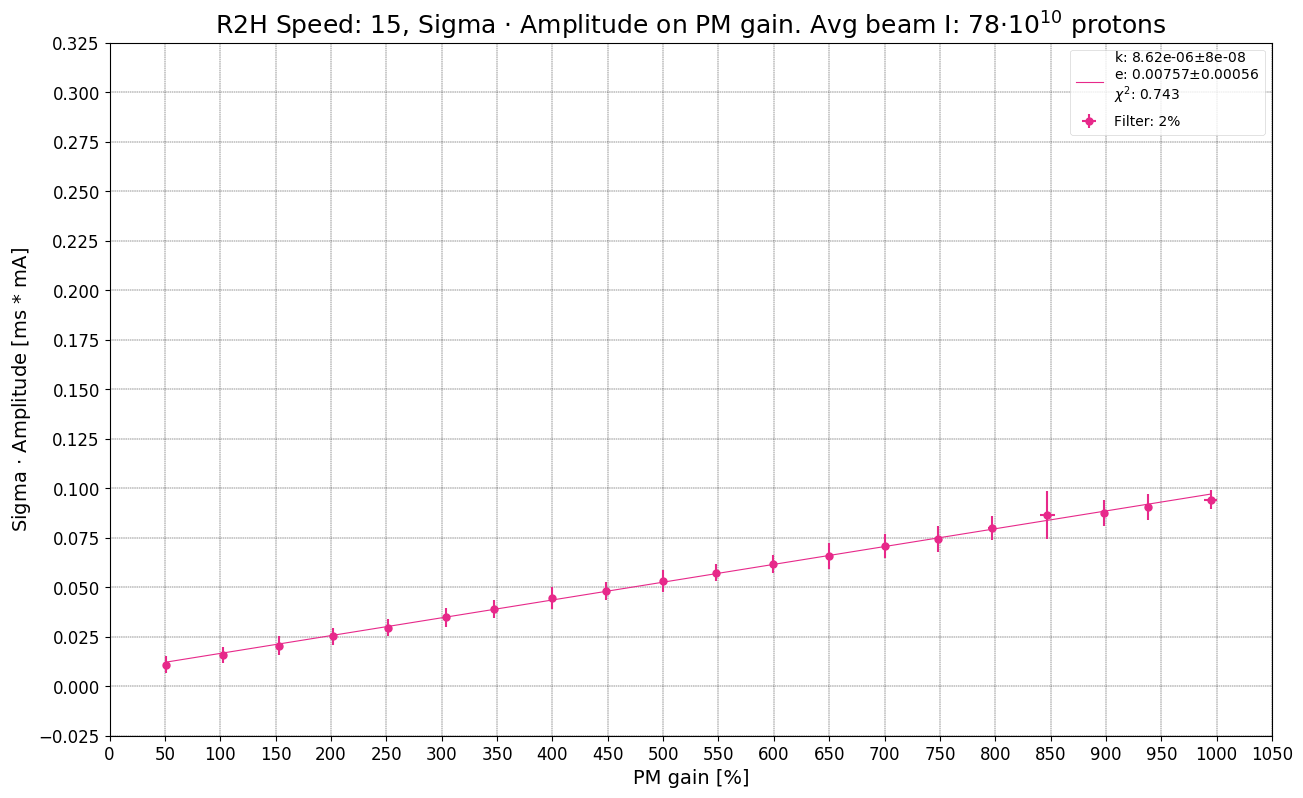 R2H Speed: 15, Sigma · Amplitude on PM gain. Avg beam I: 78·10¹⁰ protons
k: 8.62e-06±8e-08
e: 0.00757±0.00056
χ²: 0.743
Filter: 2%
Sigma · Amplitude [ms * mA]
0.325
0.300
0.275
0.250
0.225
0.200
0.175
0.150
0.125
0.100
0.075
0.050
0.025
0.000
−0.025
0 50 100 150 200 250 300 350 400 450 500 550 600 650 700 750 800 850 900 950 1000 1050
PM gain [%]